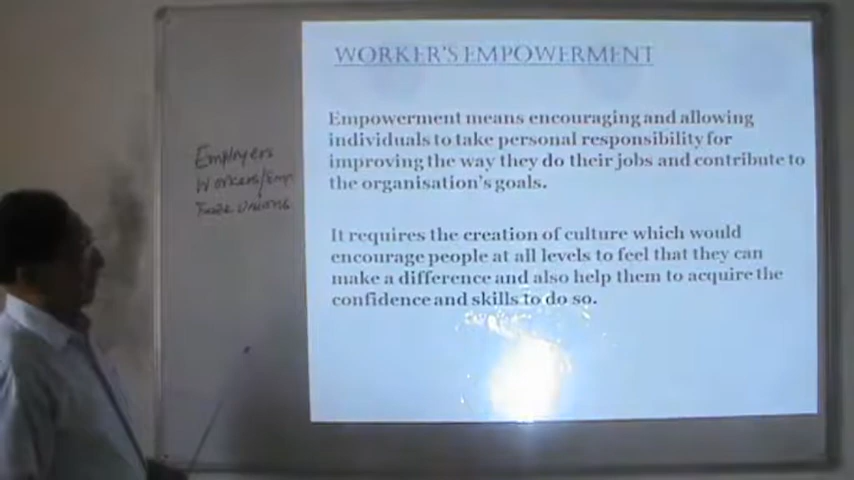 WORKER'S EMPOWERMENT
Empowerment means encouraging and allowing
individuals to take personal responsibility for
improving the way they do their jobs and contribute to
the organisation's goals.
It requires the creation of culture which would
encourage people at all levels to feel that they can
make a difference and also help them to acquire the
confidence and skills to do so.
Employers
Workers/Emp
Trade Unions